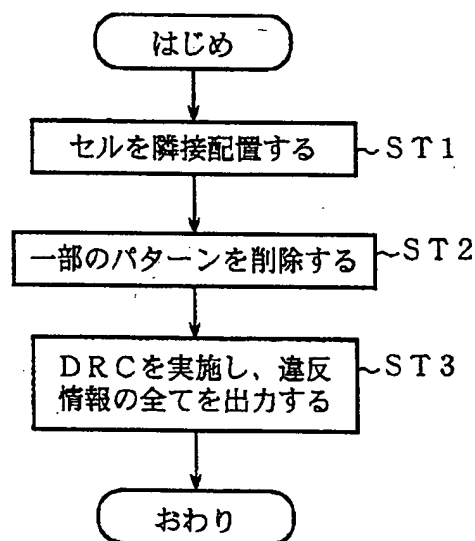 はじめ
セルを隣接配置する ～ST1
一部のパターンを削除する ～ST2
DRCを実施し、違反
情報の全てを出力する ～ST3
おわり